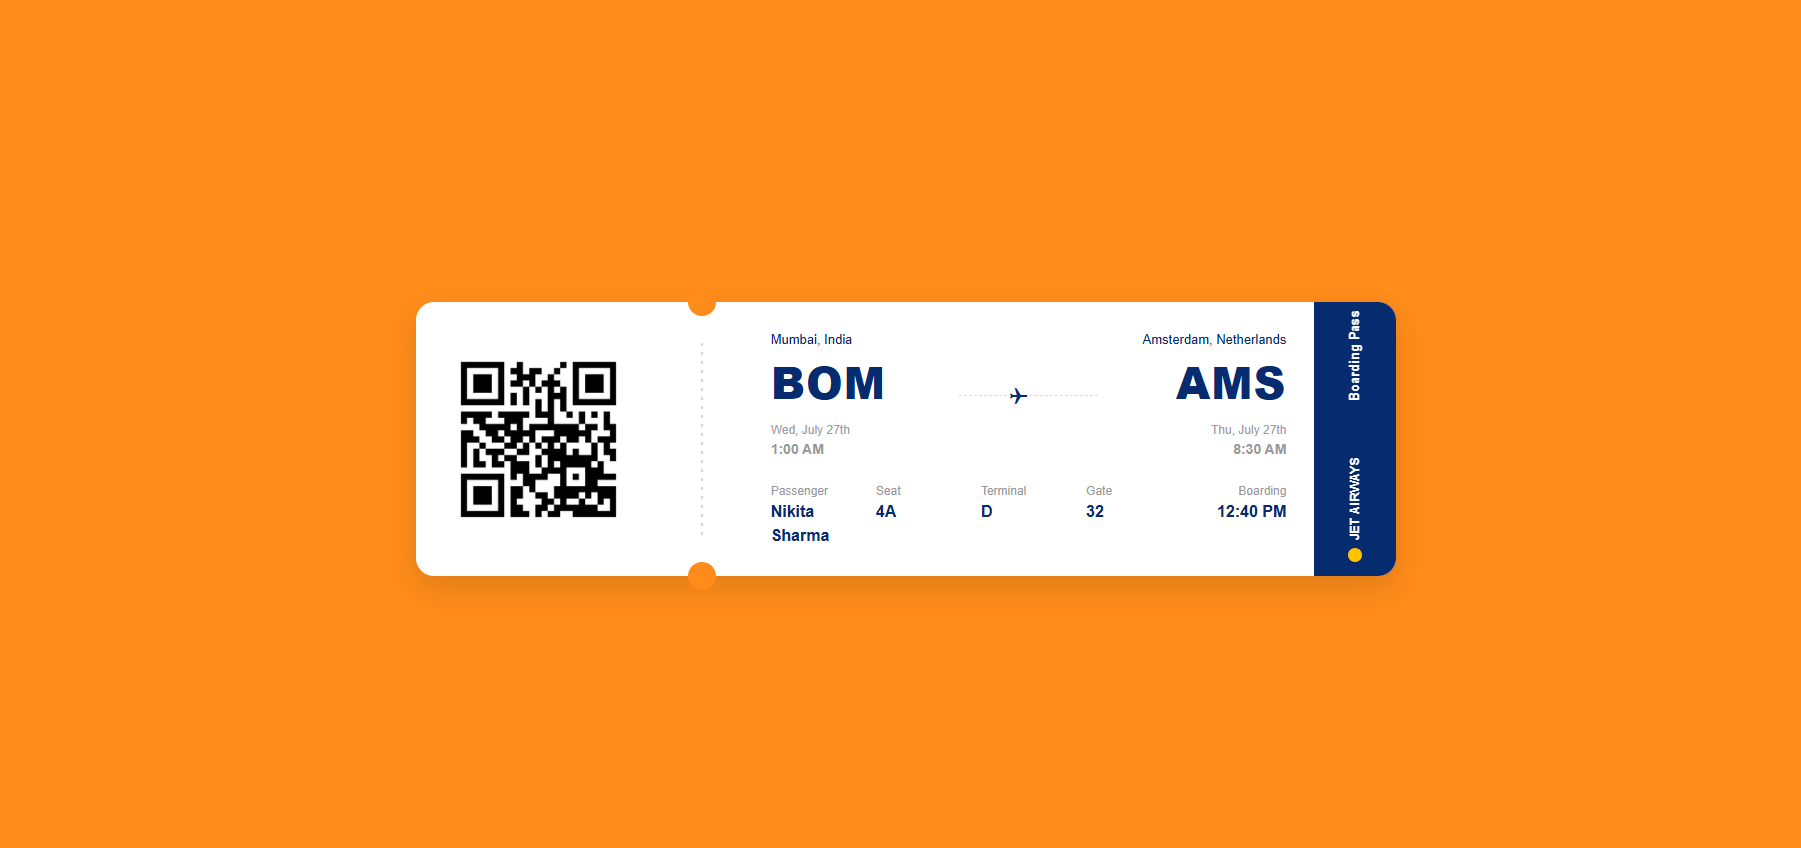 Mumbai, India
Amsterdam, Netherlands
BOM
AMS
Wed, July 27th
Thu, July 27th
1:00 AM
8:30 AM
Passenger
Seat
Terminal
Gate
Boarding
Nikita
Sharma
4A
D
32
12:40 PM
JET AIRWAYS
Boarding Pass